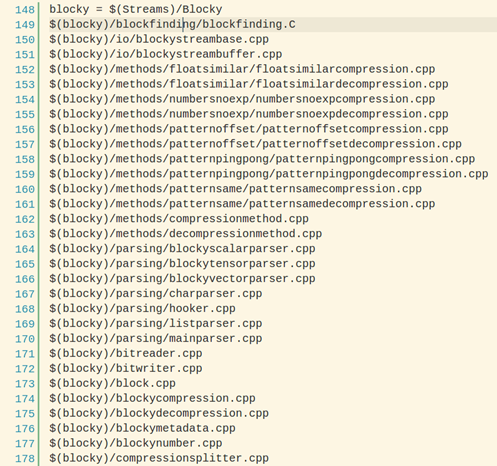 148 blocky = $(Streams)/Blocky
149 $(blocky)/blockfinding/blockfinding.C
150 $(blocky)/io/blockystreambase.cpp
151 $(blocky)/io/blockystreambuffer.cpp
152 $(blocky)/methods/floatsimilar/floatsimilarcompression.cpp
153 $(blocky)/methods/floatsimilar/floatsimilardecompression.cpp
154 $(blocky)/methods/numbersnoexp/numbersnoexpcompression.cpp
155 $(blocky)/methods/numbersnoexp/numbersnoexpdecompression.cpp
156 $(blocky)/methods/patternoffset/patternoffsetcompression.cpp
157 $(blocky)/methods/patternoffset/patternoffsetdecompression.cpp
158 $(blocky)/methods/patternpingpong/patternpingpongcompression.cpp
159 $(blocky)/methods/patternpingpong/patternpingpongdecompression.cpp
160 $(blocky)/methods/patternsame/patternsamecompression.cpp
161 $(blocky)/methods/patternsame/patternsamedecompression.cpp
162 $(blocky)/methods/compressionmethod.cpp
163 $(blocky)/methods/decompressionmethod.cpp
164 $(blocky)/parsing/blockyscalarparser.cpp
165 $(blocky)/parsing/blockytensorparser.cpp
166 $(blocky)/parsing/blockyvectorparser.cpp
167 $(blocky)/parsing/charparser.cpp
168 $(blocky)/parsing/hooker.cpp
169 $(blocky)/parsing/listparser.cpp
170 $(blocky)/parsing/mainparser.cpp
171 $(blocky)/bitreader.cpp
172 $(blocky)/bitwriter.cpp
173 $(blocky)/block.cpp
174 $(blocky)/blockycompression.cpp
175 $(blocky)/blockydecompression.cpp
176 $(blocky)/blockymetadata.cpp
177 $(blocky)/blockynumber.cpp
178 $(blocky)/compressionsplitter.cpp